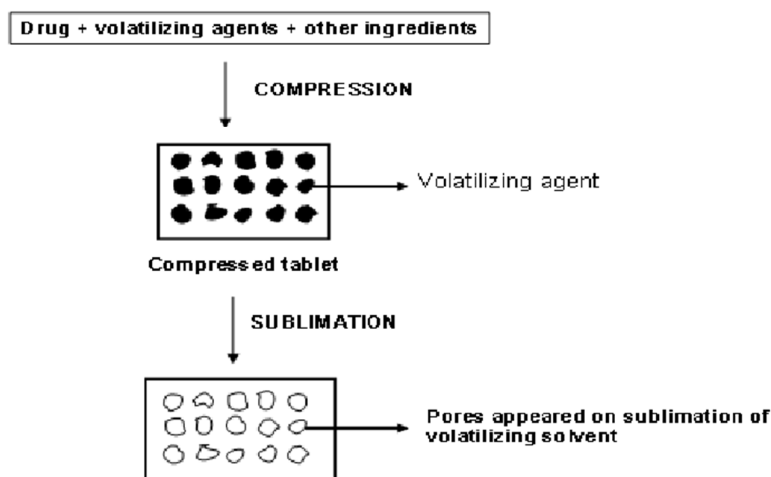 Drug + volatilizing agents + other ingredients
COMPRESSION
Volatilizing agent
Compressed tablet
SUBLIMATION
Pores appeared on sublimation of
volatilizing solvent